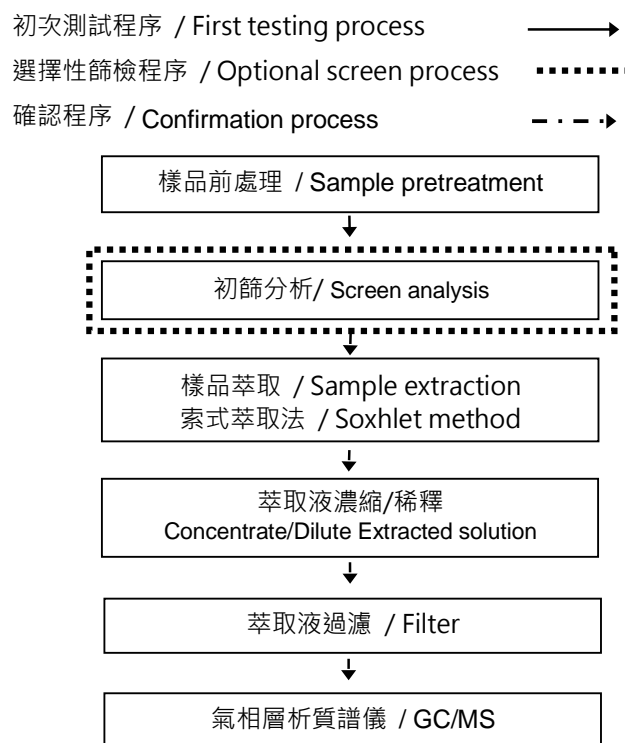 初次測試程序 / First testing process
選擇性篩檢程序 / Optional screen process
確認程序 / Confirmation process
樣品前處理 / Sample pretreatment
初篩分析/ Screen analysis
樣品萃取 / Sample extraction
索式萃取法 / Soxhlet method
萃取液濃縮/稀釋
Concentrate/Dilute Extracted solution
萃取液過濾 / Filter
氣相層析質譜儀 / GC/MS